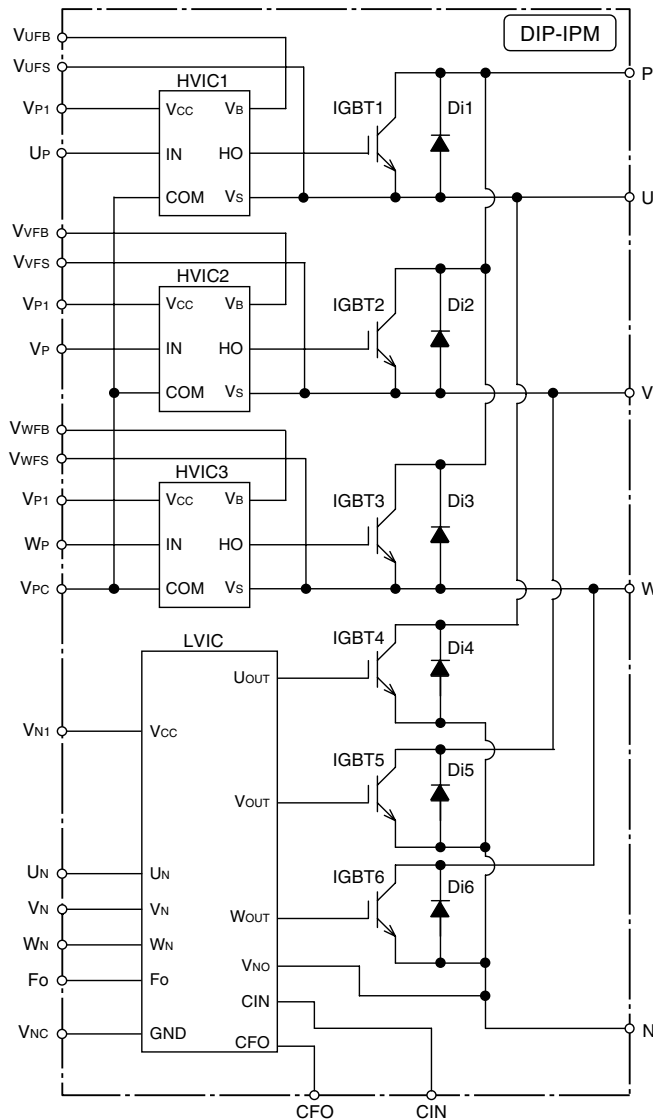 DIP-IPM
VUFB
VUFS
HVIC1
VP1
VCC
VB
UP
IN
HO
COM
VS
IGBT1
Di1
P
U
VVFB
VVFS
HVIC2
VP1
VCC
VB
VP
IN
HO
COM
VS
IGBT2
Di2
V
VWFB
VWFS
HVIC3
VP1
VCC
VB
WP
IN
HO
VPC
COM
VS
IGBT3
Di3
W
LVIC
UOUT
IGBT4
Di4
VN1
VCC
VOUT
IGBT5
Di5
UN
UN
VN
VN
WOUT
IGBT6
Di6
WN
WN
Fo
Fo
VNO
CIN
VNC
GND
CFO
N
CFO
CIN